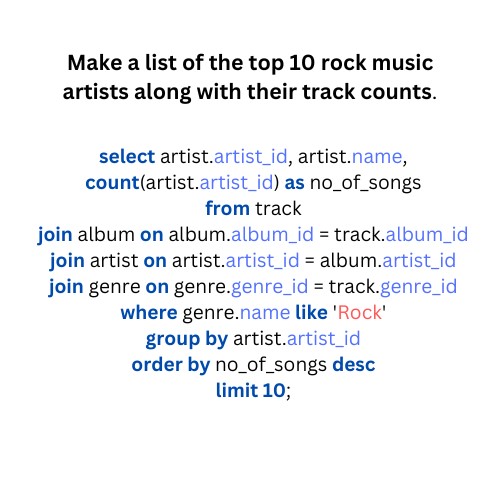 Make a list of the top 10 rock music
artists along with their track counts.
select artist.artist_id, artist.name,
count(artist.artist_id) as no_of_songs
from track
join album on album.album_id = track.album_id
join artist on artist.artist_id = album.artist_id
join genre on genre.genre_id = track.genre_id
where genre.name like 'Rock'
group by artist.artist_id
order by no_of_songs desc
limit 10;